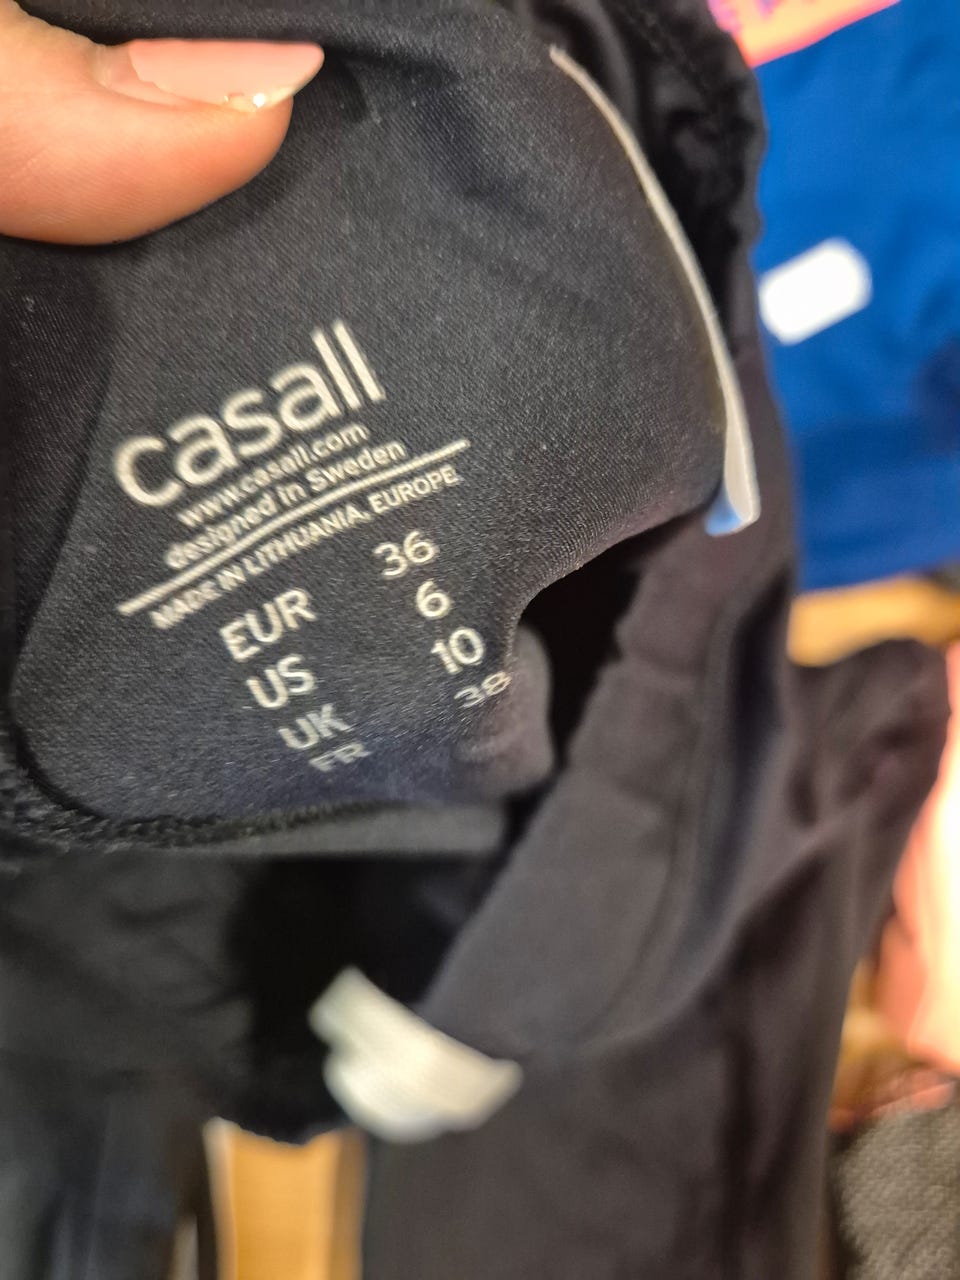 casall
www.casall.com
designed in Sweden
MADE IN LITHUANIA, EUROPE
EUR 36
US 6
UK 10
FR 38